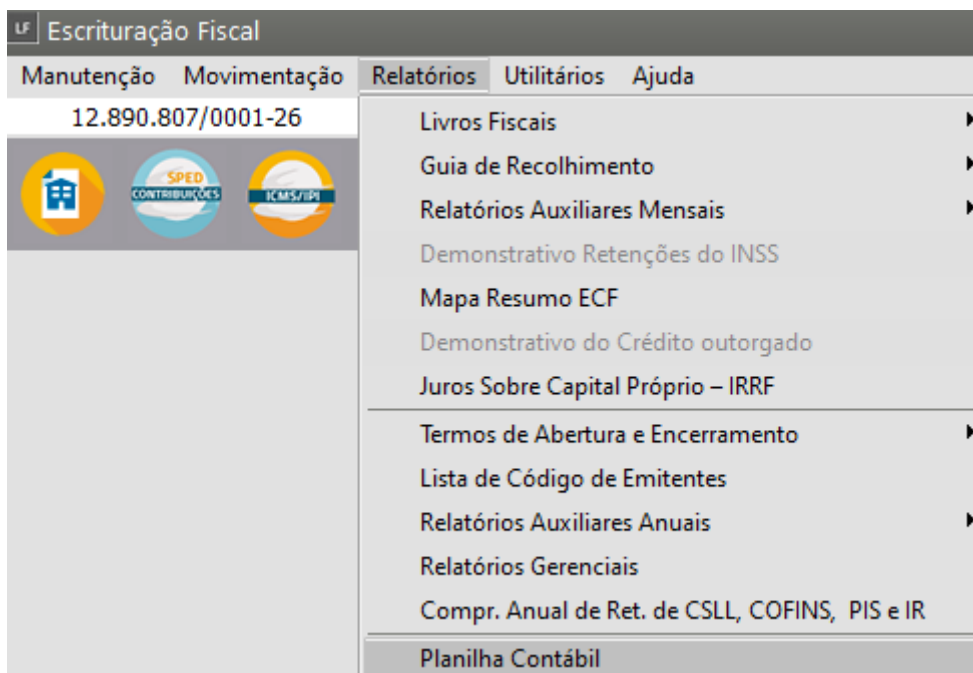 LF Escrituração Fiscal
Manutenção Movimentação Relatórios Utilitários Ajuda
12.890.807/0001-26
SPED
CONTRIBUIÇÕES
ICMS/IPI
Livros Fiscais
Guia de Recolhimento
Relatórios Auxiliares Mensais
Demonstrativo Retenções do INSS
Mapa Resumo ECF
Demonstrativo do Crédito outorgado
Juros Sobre Capital Próprio – IRRF
Termos de Abertura e Encerramento
Lista de Código de Emitentes
Relatórios Auxiliares Anuais
Relatórios Gerenciais
Compr. Anual de Ret. de CSLL, COFINS, PIS e IR
Planilha Contábil